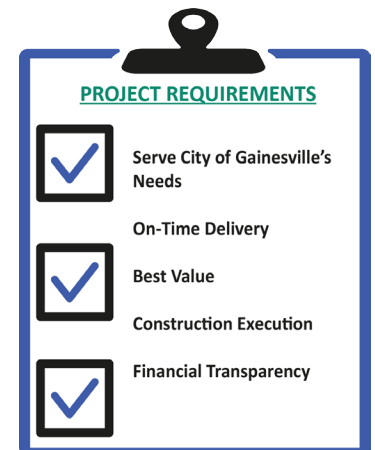 PROJECT REQUIREMENTS
Serve City of Gainesville's
Needs
On-Time Delivery
Best Value
Construction Execution
Financial Transparency